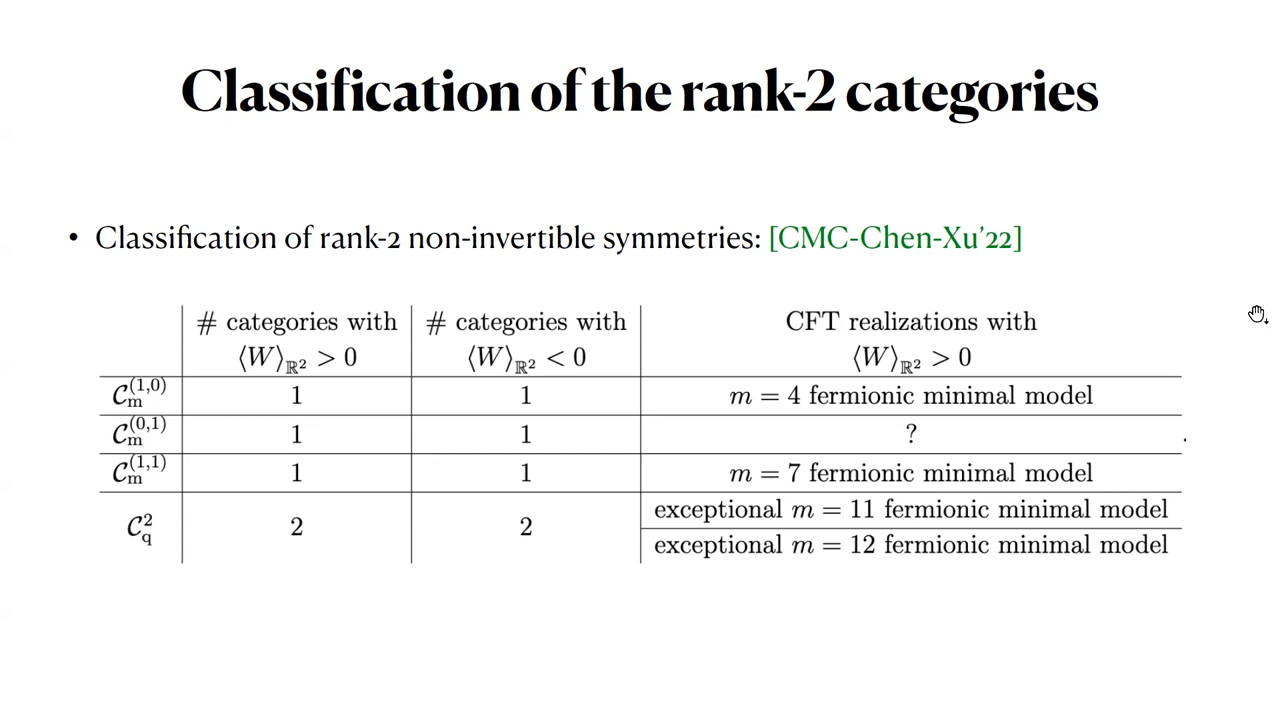 Classification of the rank-2 categories
• Classification of rank-2 non-invertible symmetries: [CMC-Chen-Xu'22]
# categories with # categories with CFT realizations with
⟨W⟩_{ℝ²} > 0 ⟨W⟩_{ℝ²} < 0 ⟨W⟩_{ℝ²} > 0
𝒞_m^{(1,0)} 1 1 m = 4 fermionic minimal model
𝒞_m^{(0,1)} 1 1 ? .
𝒞_m^{(1,1)} 1 1 m = 7 fermionic minimal model
𝒞_q^2 2 2 exceptional m = 11 fermionic minimal model
exceptional m = 12 fermionic minimal model